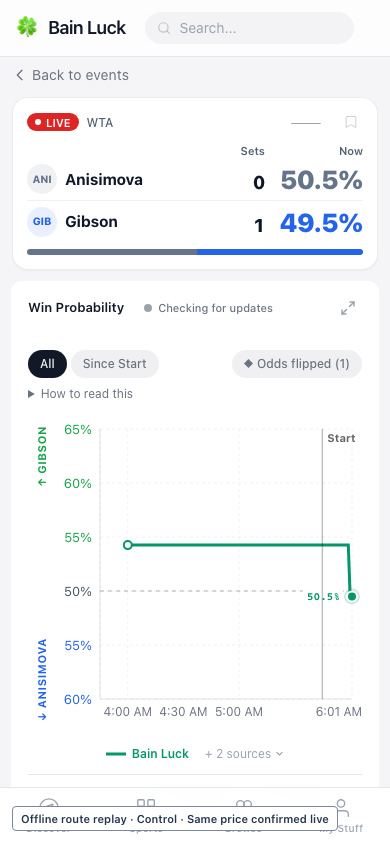 Bain Luck
Search...
Back to events
LIVE WTA
Sets Now
ANI Anisimova 0 50.5%
GIB Gibson 1 49.5%
Win Probability Checking for updates
All Since Start ◆ Odds flipped (1)
▶ How to read this
↑ GIBSON
↓ ANISIMOVA
65%
60%
55%
50%
55%
60%
Start
50.5%
4:00 AM 4:30 AM 5:00 AM 6:01 AM
Bain Luck + 2 sources
Offline route replay · Control · Same price confirmed live
My Stuff